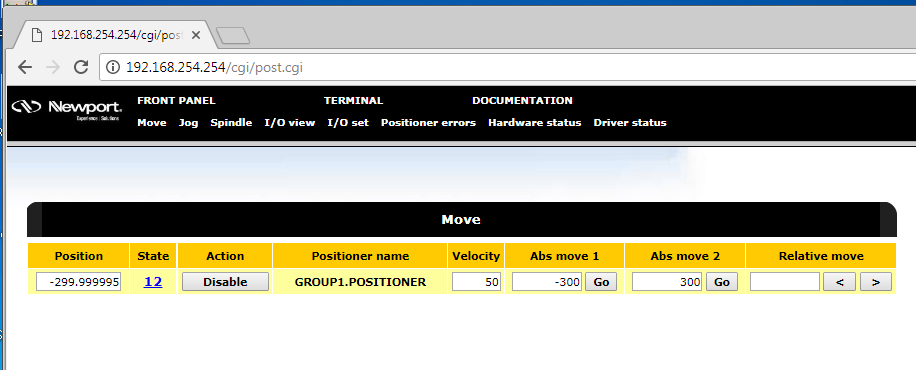 192.168.254.254/cgi/pos
192.168.254.254/cgi/post.cgi
Newport.
Experience | Solutions
FRONT PANEL TERMINAL DOCUMENTATION
Move Jog Spindle I/O view I/O set Positioner errors Hardware status Driver status
Move
Position State Action Positioner name Velocity Abs move 1 Abs move 2 Relative move
-299.999995 12 Disable GROUP1.POSITIONER 50 -300 Go 300 Go < >